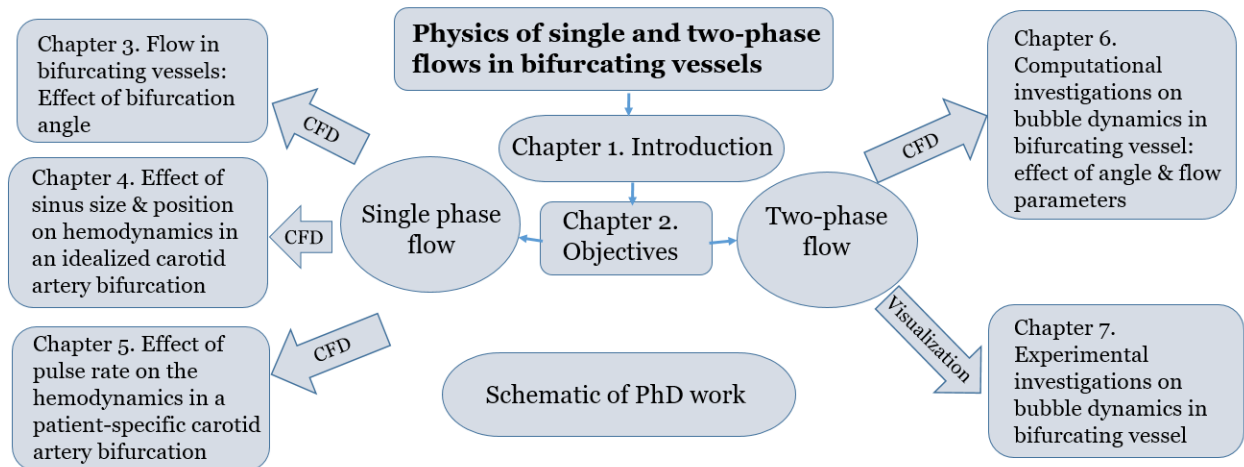 Physics of single and two-phase
flows in bifurcating vessels
Chapter 1. Introduction
Chapter 2.
Objectives
Single phase
flow
CFD
Chapter 3. Flow in
bifurcating vessels:
Effect of bifurcation
angle
CFD
Chapter 4. Effect of
sinus size & position
on hemodynamics in
an idealized carotid
artery bifurcation
CFD
Chapter 5. Effect of
pulse rate on the
hemodynamics in a
patient-specific carotid
artery bifurcation
Two-phase
flow
CFD
Chapter 6.
Computational
investigations on
bubble dynamics in
bifurcating vessel:
effect of angle & flow
parameters
Visualization
Chapter 7.
Experimental
investigations on
bubble dynamics in
bifurcating vessel
Schematic of PhD work